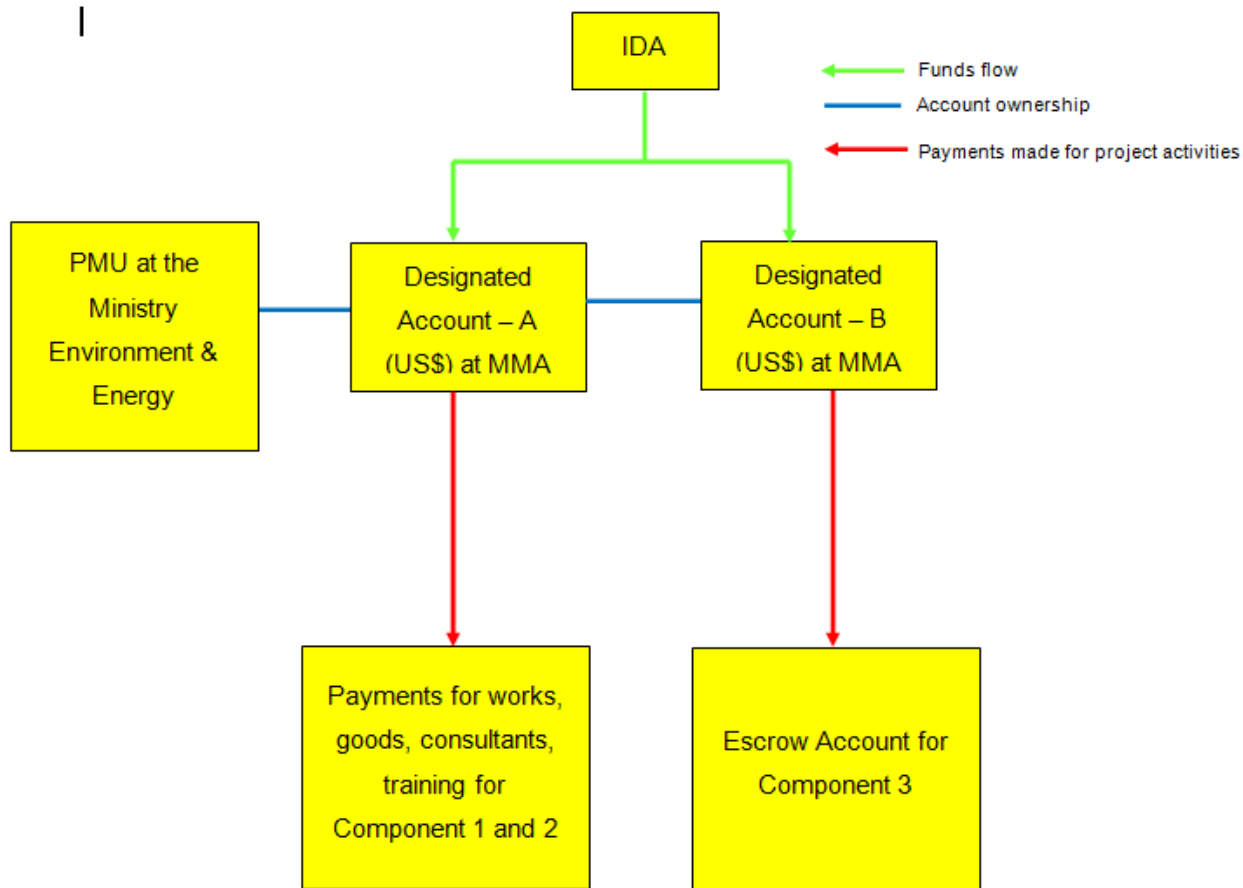 IDA
Funds flow
Account ownership
Payments made for project activities
PMU at the
Ministry
Environment &
Energy
Designated
Account – A
(US$) at MMA
Designated
Account – B
(US$) at MMA
Payments for works,
goods, consultants,
training for
Component 1 and 2
Escrow Account for
Component 3